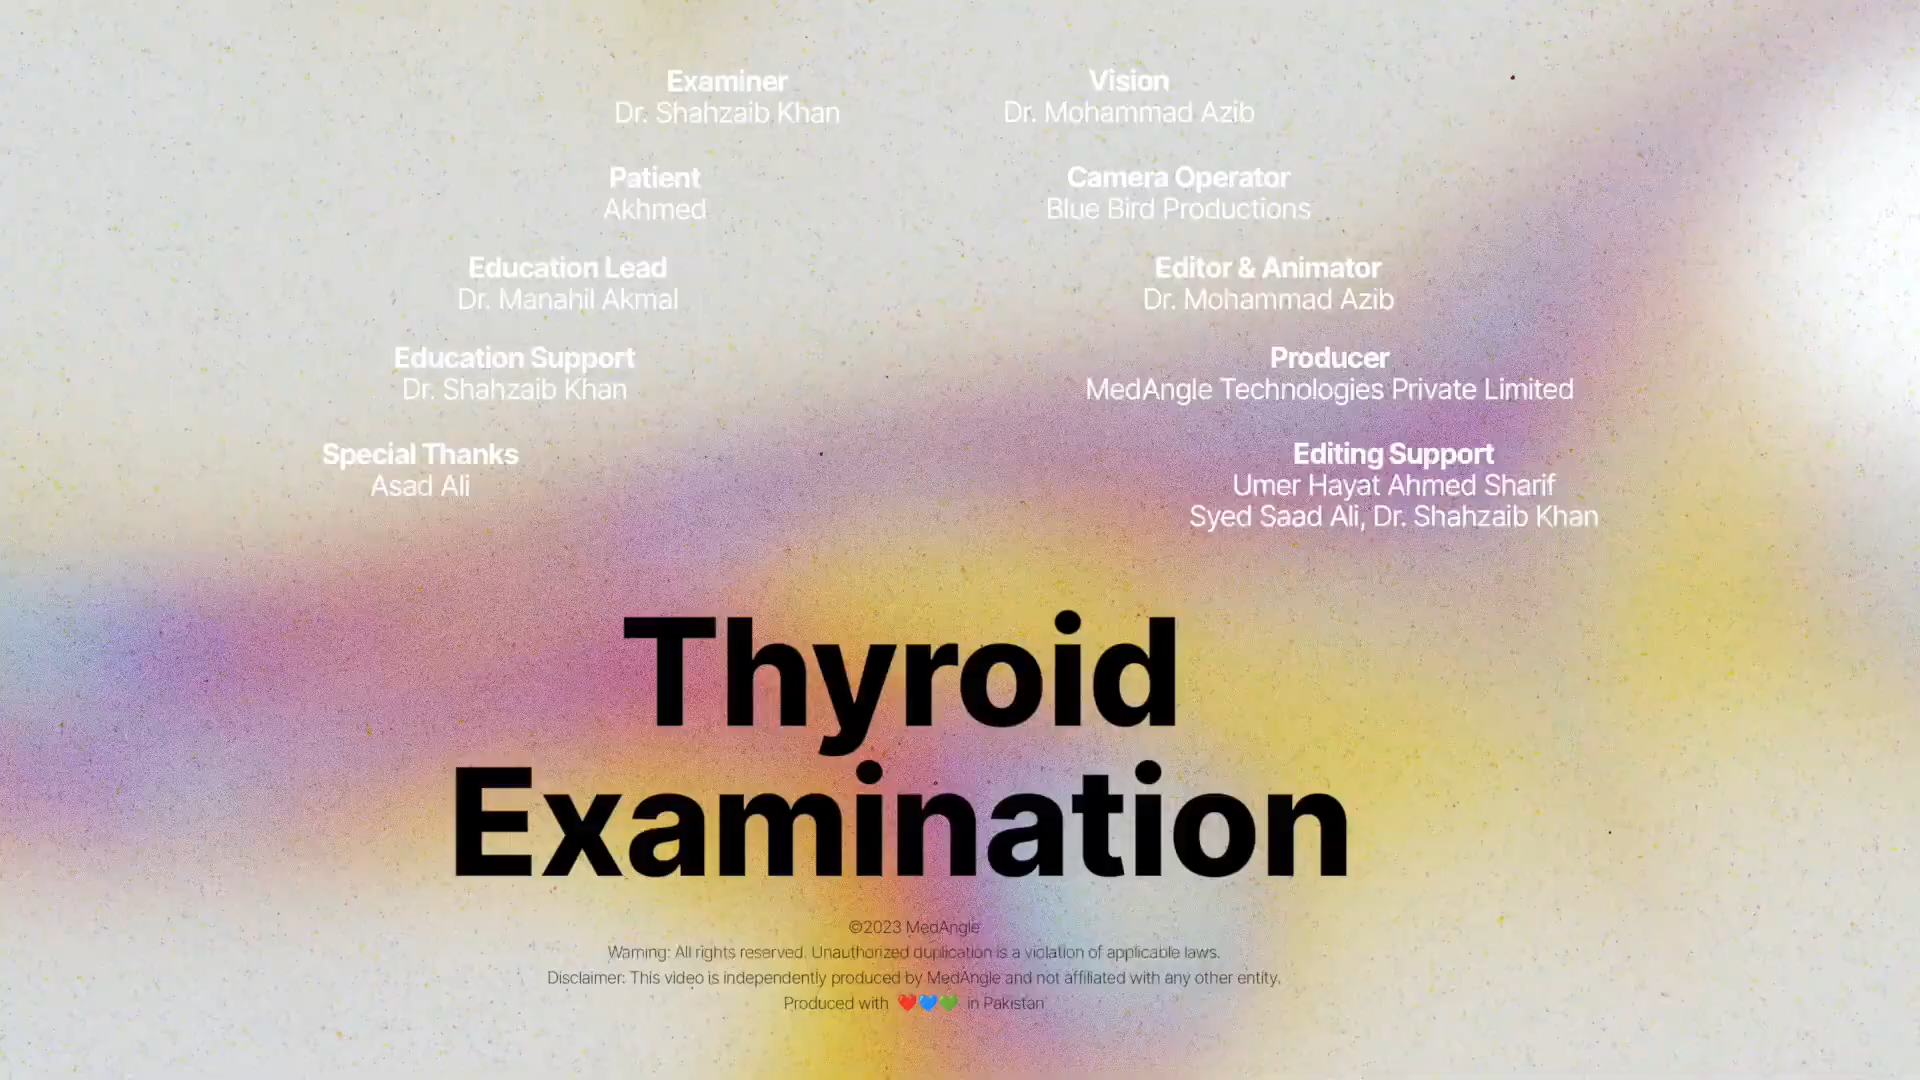 Examiner
Dr. Shahzaib Khan
Vision
Dr. Mohammad Azib
Patient
Akhmed
Camera Operator
Blue Bird Productions
Education Lead
Dr. Manahil Akmal
Editor & Animator
Dr. Mohammad Azib
Education Support
Dr. Shahzaib Khan
Producer
MedAngle Technologies Private Limited
Special Thanks
Asad Ali
Editing Support
Umer Hayat Ahmed Sharif
Syed Saad Ali, Dr. Shahzaib Khan
Thyroid
Examination
©2023 MedAngle
Warning: All rights reserved. Unauthorized duplication is a violation of applicable laws.
Disclaimer: This video is independently produced by MedAngle and not affiliated with any other entity.
Produced with ❤️💙💚 in Pakistan